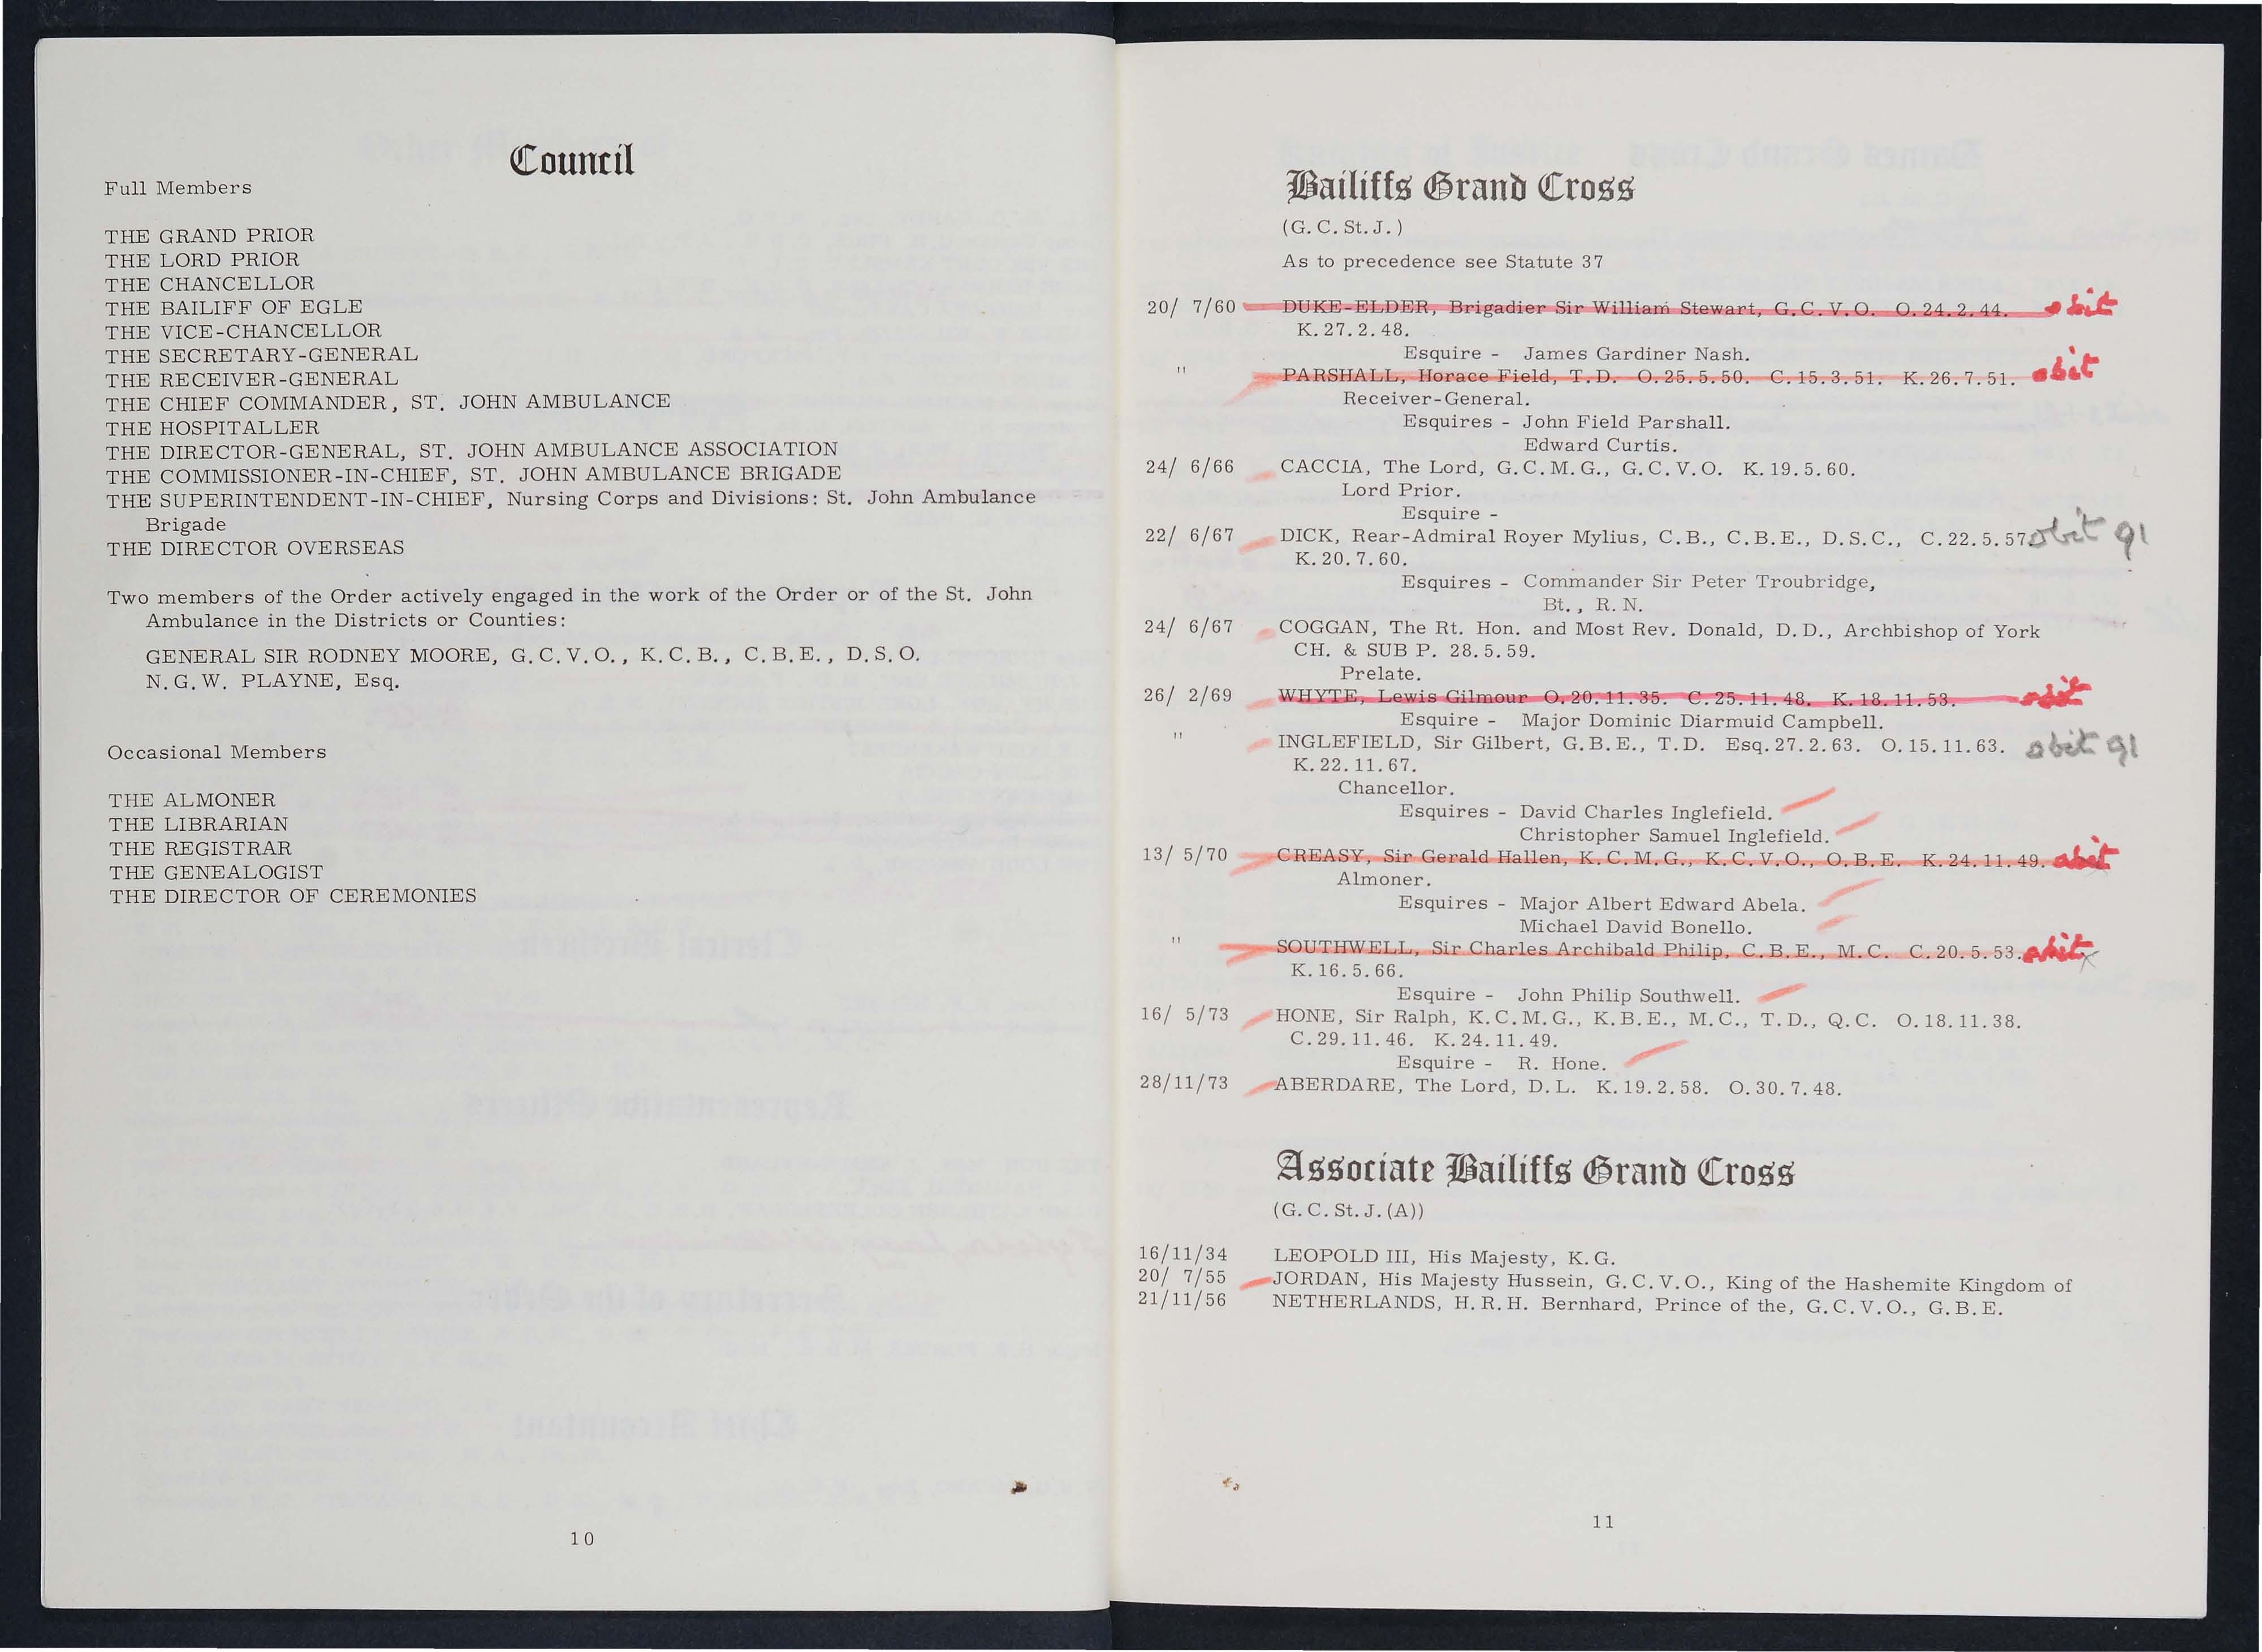 Council
Full Members
THE GRAND PRIOR
THE LORD PRIOR
THE CHANCELLOR
THE BAILIFF OF EGLE
THE VICE-CHANCELLOR
THE SECRETARY-GENERAL
THE RECEIVER-GENERAL
THE CHIEF COMMANDER, ST. JOHN AMBULANCE
THE HOSPITALLER
THE DIRECTOR-GENERAL, ST. JOHN AMBULANCE ASSOCIATION
THE COMMISSIONER-IN-CHIEF, ST. JOHN AMBULANCE BRIGADE
THE SUPERINTENDENT-IN-CHIEF, Nursing Corps and Divisions: St. John Ambulance
Brigade
THE DIRECTOR OVERSEAS
Two members of the Order actively engaged in the work of the Order or of the St. John
Ambulance in the Districts or Counties:
GENERAL SIR RODNEY MOORE, G.C.V.O., K.C.B., C.B.E., D.S.O.
N.G.W. PLAYNE, Esq.
Occasional Members
THE ALMONER
THE LIBRARIAN
THE REGISTRAR
THE GENEALOGIST
THE DIRECTOR OF CEREMONIES
10
Bailiffs Grand Cross
(G.C.St.J.)
As to precedence see Statute 37
20/ 7/60 DUKE-ELDER, Brigadier Sir William Stewart, G.C.V.O. O.24.2.44. obit
K.27.2.48.
Esquire - James Gardiner Nash.
" PARSHALL, Horace Field, T.D. O.25.5.50. C.15.3.51. K.26.7.51. obit
Receiver-General.
Esquires - John Field Parshall.
Edward Curtis.
24/ 6/66 CACCIA, The Lord, G.C.M.G., G.C.V.O. K.19.5.60.
Lord Prior.
Esquire -
22/ 6/67 DICK, Rear-Admiral Royer Mylius, C.B., C.B.E., D.S.C., C.22.5.57. obit 91
K.20.7.60.
Esquires - Commander Sir Peter Troubridge,
Bt., R.N.
24/ 6/67 COGGAN, The Rt. Hon. and Most Rev. Donald, D.D., Archbishop of York
CH. & SUB P. 28.5.59.
Prelate.
26/ 2/69 WHYTE, Lewis Gilmour O.20.11.35. C.25.11.48. K.18.11.53. obit
Esquire - Major Dominic Diarmuid Campbell.
" INGLEFIELD, Sir Gilbert, G.B.E., T.D. Esq.27.2.63. O.15.11.63. obit 91
K.22.11.67.
Chancellor.
Esquires - David Charles Inglefield.
Christopher Samuel Inglefield.
13/ 5/70 CREASY, Sir Gerald Hallen, K.C.M.G., K.C.V.O., O.B.E. K.24.11.49. obit
Almoner.
Esquires - Major Albert Edward Abela.
Michael David Bonello.
" SOUTHWELL, Sir Charles Archibald Philip, C.B.E., M.C. C.20.5.53. obit
K.16.5.66.
Esquire - John Philip Southwell.
16/ 5/73 HONE, Sir Ralph, K.C.M.G., K.B.E., M.C., T.D., Q.C. O.18.11.38.
C.29.11.46. K.24.11.49.
Esquire - R. Hone.
28/11/73 ABERDARE, The Lord, D.L. K.19.2.58. O.30.7.48.
Associate Bailiffs Grand Cross
(G.C.St.J.(A))
16/11/34 LEOPOLD III, His Majesty, K.G.
20/ 7/55 JORDAN, His Majesty Hussein, G.C.V.O., King of the Hashemite Kingdom of
21/11/56 NETHERLANDS, H.R.H. Bernhard, Prince of the, G.C.V.O., G.B.E.
11